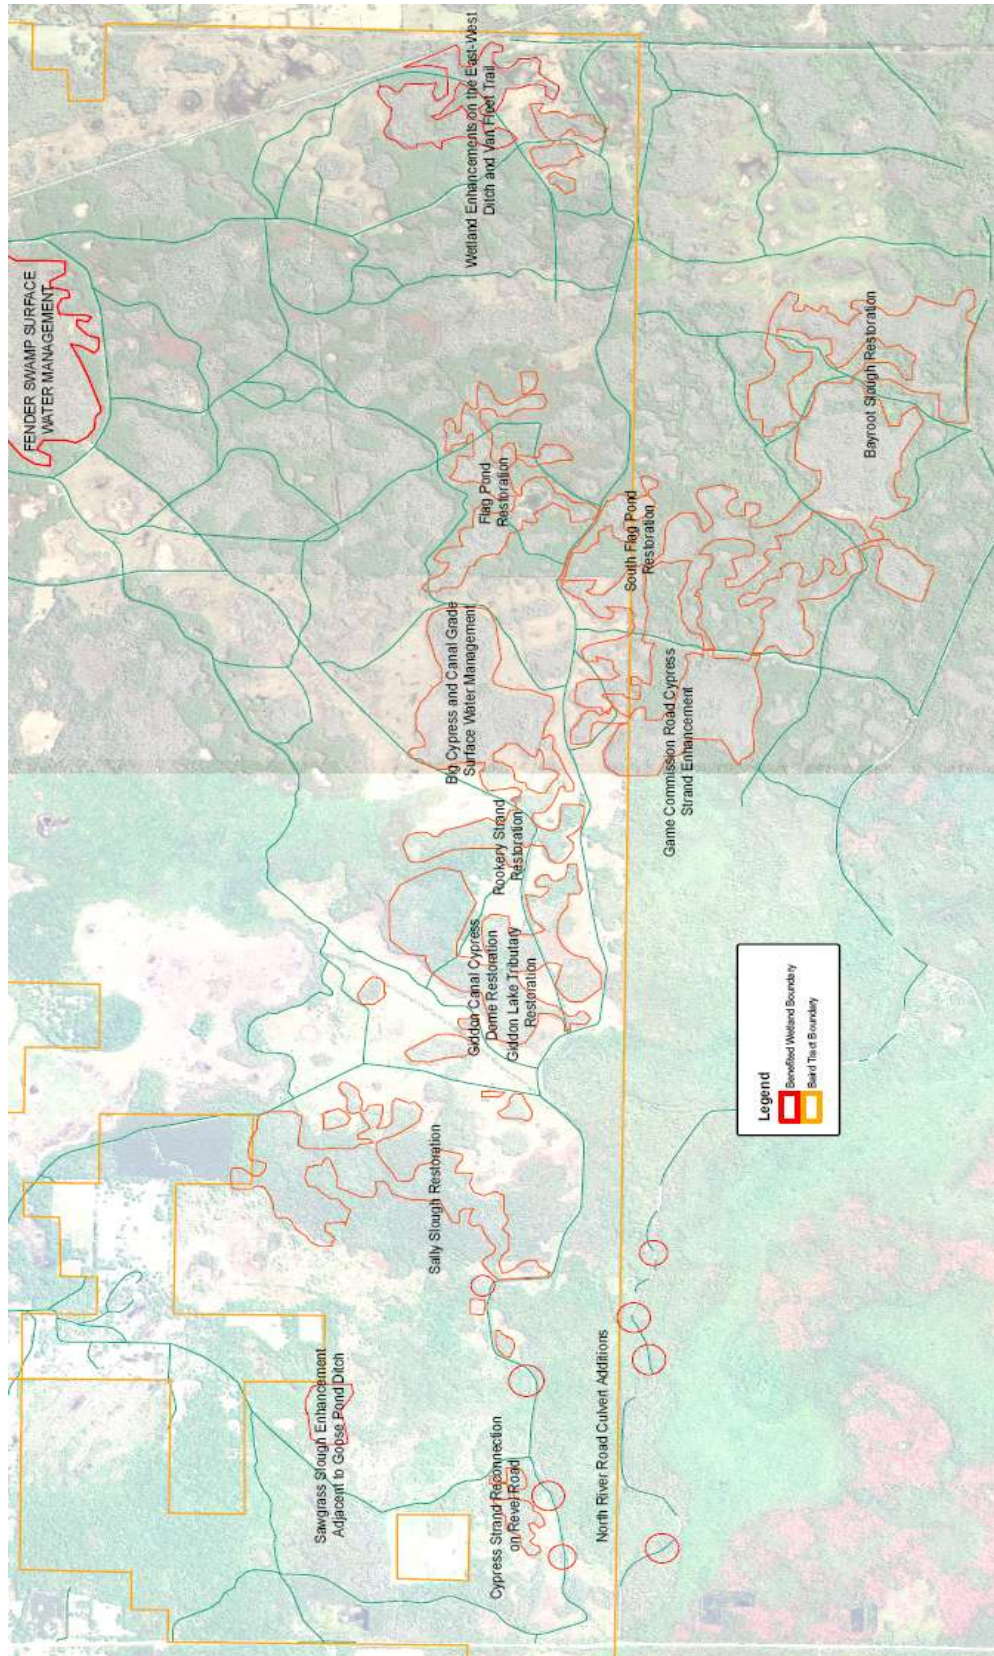 FENDER SWAMP SURFACE
WATER MANAGEMENT
Wetland Enhancements on the East-West
Ditch and Van Fleet Trail
Flag Pond
Restoration
Bayroot Slough Restoration
South Flag Pond
Restoration
Big Cypress and Canal Grade
Surface Water Management
Game Commission Road Cypress
Strand Enhancement
Rookery Strand
Restoration
Giddon Canal Cypress
Dome Restoration
Giddon Lake Tributary
Restoration
Sally Slough Restoration
Sawgrass Slough Enhancement
Adjacent to Goose Pond Ditch
Cypress Strand Reconnection
on Revel Road
North River Road Culvert Additions
Legend
Benefited Wetland Boundary
Baird Tract Boundary